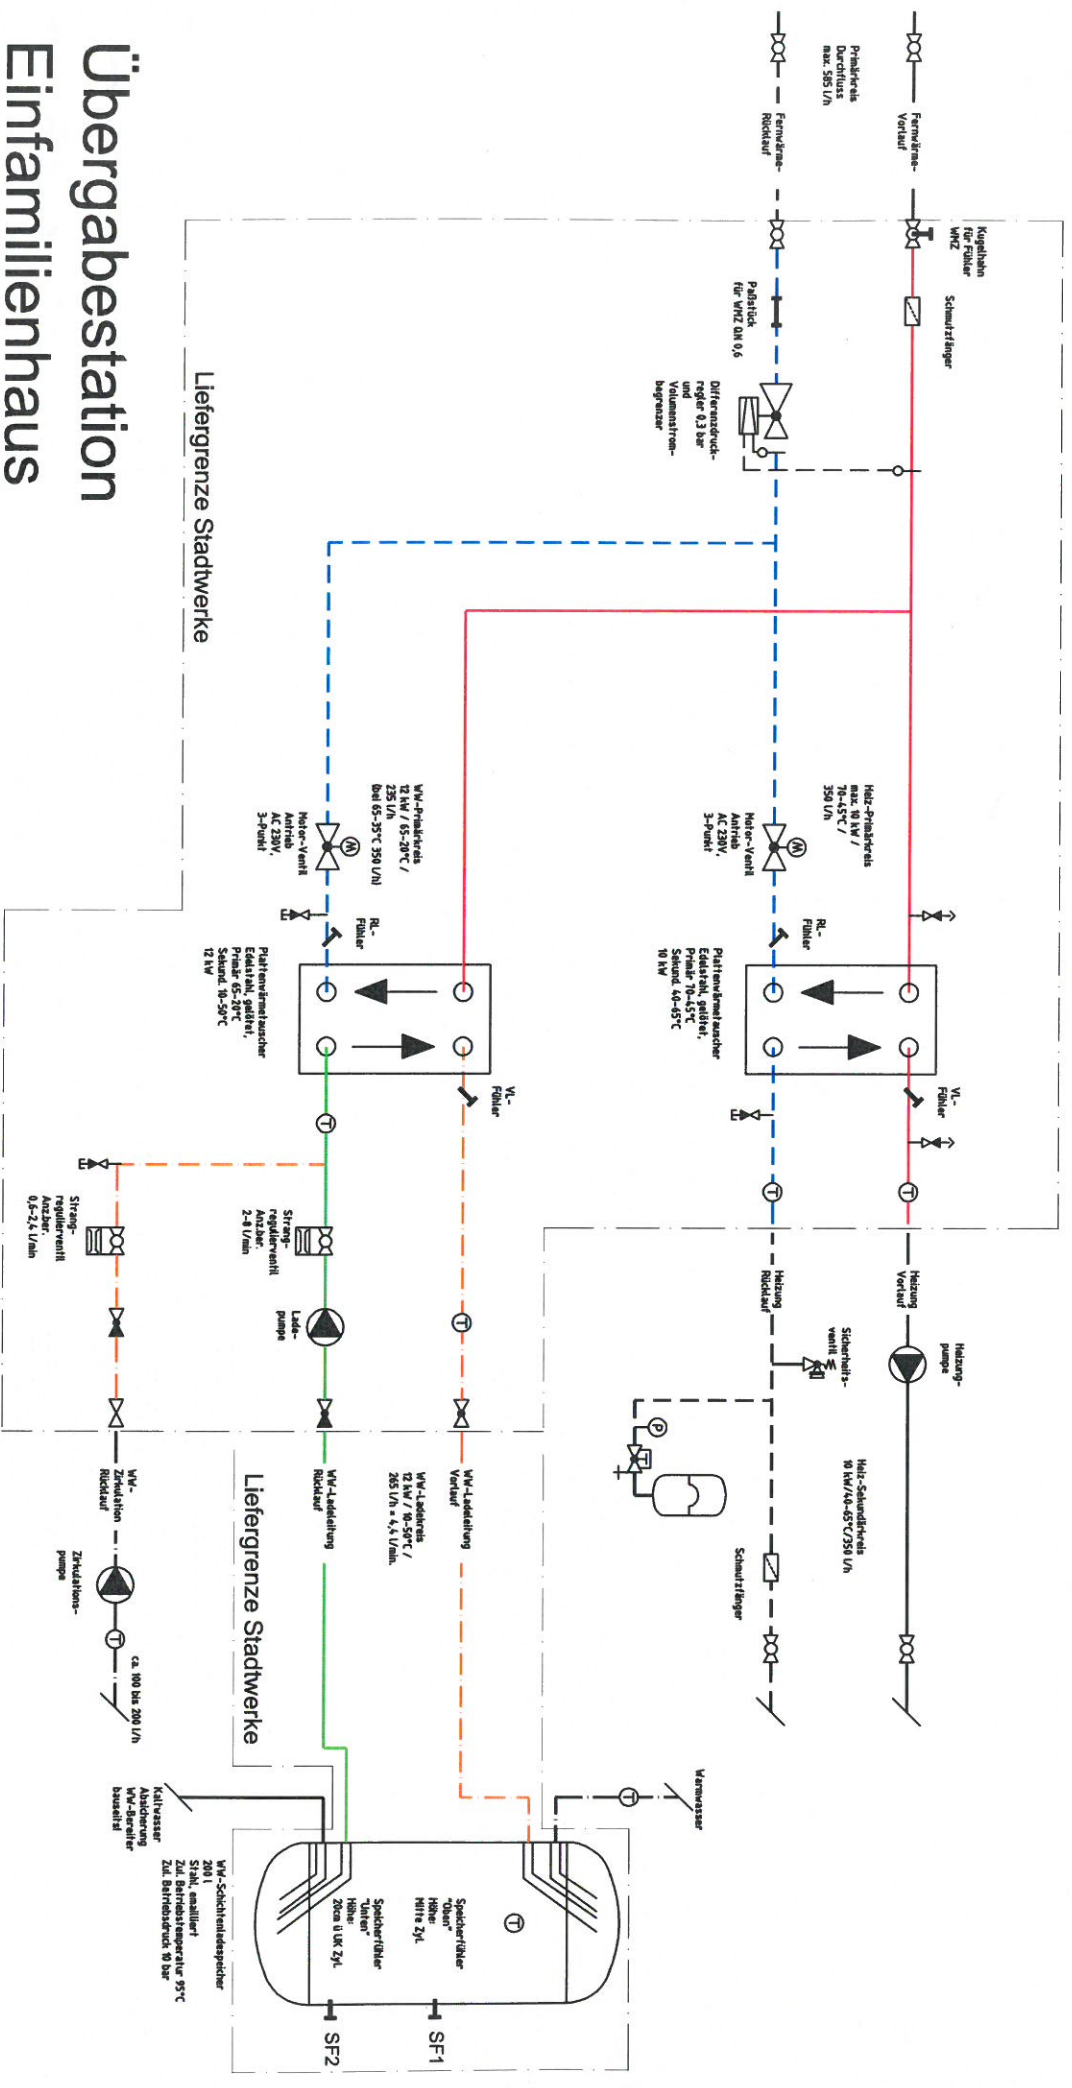 Übergabestation
Einfamilienhaus
Liefergrenze Stadtwerke
Liefergrenze Stadtwerke
Fernwärme-
Vorlauf
Primärkreis
Durchfluss
max. 585 l/h
Fernwärme-
Rücklauf
Kugelhahn
für Fühler
WMZ
Schmutzfänger
Paßstück
für WMZ QN 0,6
Differenzdruck-
regler 0,3 bar
und
Volumenstrom-
begrenzer
Heiz-Primärkreis
max. 10 kW /
70-45°C /
350 l/h
Motor-Ventil
Antrieb
AC 230V,
3-Punkt
M
RL-
Fühler
Plattenwärmetauscher
Edelstahl, gelötet,
Primär 70-45°C
Sekund. 40-65°C
10 kW
VL-
Fühler
T
T
Heizung
Vorlauf
Heizung
Rücklauf
Heizung-
pumpe
Sicherheits-
ventil
P
Heiz-Sekundärkreis
10 kW/40-65°C/350 l/h
Schmutzfänger
WW-Primärkreis
12 kW / 65-20°C /
235 l/h
(bei 65-35°C 350 l/h)
Motor-Ventil
Antrieb
AC 230V,
3-Punkt
M
RL-
Fühler
Plattenwärmetauscher
Edelstahl, gelötet,
Primär 65-20°C
Sekund. 10-50°C
12 kW
VL-
Fühler
T
T
Strang-
regulierventil
Anz.ber.
2-8 l/min
Lade-
pumpe
Strang-
regulierventil
Anz.ber.
0,6-2,4 l/min
WW-Ladeleitung
Vorlauf
WW-Ladekreis
12 kW / 10-50°C /
265 l/h = 4,4 l/min.
WW-Ladeleitung
Rücklauf
WW-
Zirkulation
Rücklauf
Zirkulations-
pumpe
T
ca. 100 bis 200 l/h
Warmwasser
T
Kaltwasser
Absicherung
WW-Bereiter
bauseits!
WW-Schichtenladespeicher
200 l
Stahl, emailliert
Zul. Betriebstemperatur 95°C
Zul. Betriebsdruck 10 bar
T
Speicherfühler
"Oben"
Höhe:
Mitte Zyl.
Speicherfühler
"Unten"
Höhe:
20cm ü UK Zyl.
SF1
SF2